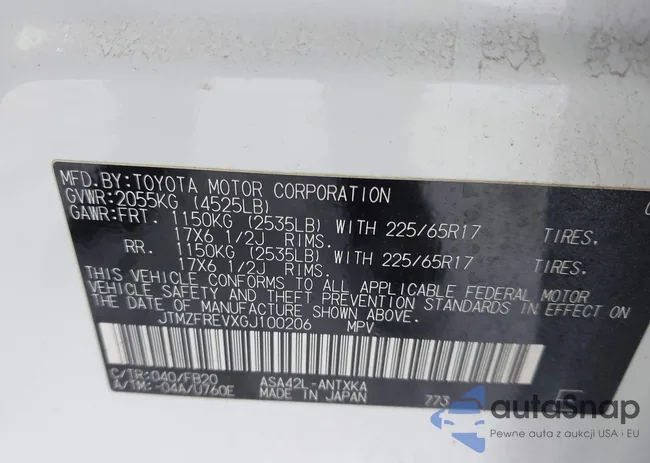 MFD.BY:TOYOTA MOTOR CORPORATION
GVWR:2055KG (4525LB)
GAWR:FRT. 1150KG (2535LB) WITH 225/65R17 TIRES.
17X6 1/2J RIMS.
RR. 1150KG (2535LB) WITH 225/65R17 TIRES.
17X6 1/2J RIMS.
THIS VEHICLE CONFORMS TO ALL APPLICABLE FEDERAL MOTOR
VEHICLE SAFETY AND THEFT PREVENTION STANDARDS IN EFFECT ON
THE DATE OF MANUFACTURE SHOWN ABOVE.
JTMZFREVXGJ100206 MPV
C/TR:040/FB20 ASA42L-ANTXKA 773
A/TM:-04A/U760E MADE IN JAPAN
autoSnap
Pewne auta z aukcji USA i EU